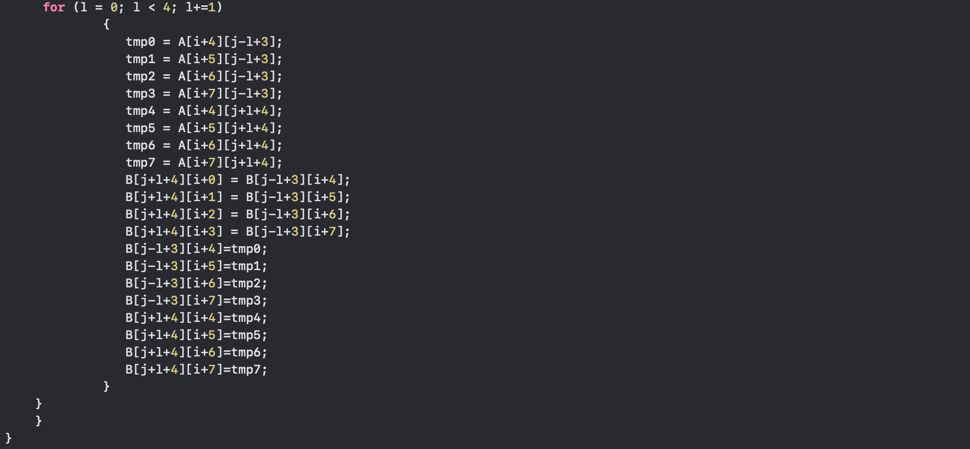 for (l = 0; l < 4; l+=1)
{
tmp0 = A[i+4][j-l+3];
tmp1 = A[i+5][j-l+3];
tmp2 = A[i+6][j-l+3];
tmp3 = A[i+7][j-l+3];
tmp4 = A[i+4][j+l+4];
tmp5 = A[i+5][j+l+4];
tmp6 = A[i+6][j+l+4];
tmp7 = A[i+7][j+l+4];
B[j+l+4][i+0] = B[j-l+3][i+4];
B[j+l+4][i+1] = B[j-l+3][i+5];
B[j+l+4][i+2] = B[j-l+3][i+6];
B[j+l+4][i+3] = B[j-l+3][i+7];
B[j-l+3][i+4]=tmp0;
B[j-l+3][i+5]=tmp1;
B[j-l+3][i+6]=tmp2;
B[j-l+3][i+7]=tmp3;
B[j+l+4][i+4]=tmp4;
B[j+l+4][i+5]=tmp5;
B[j+l+4][i+6]=tmp6;
B[j+l+4][i+7]=tmp7;
}
}
}
}